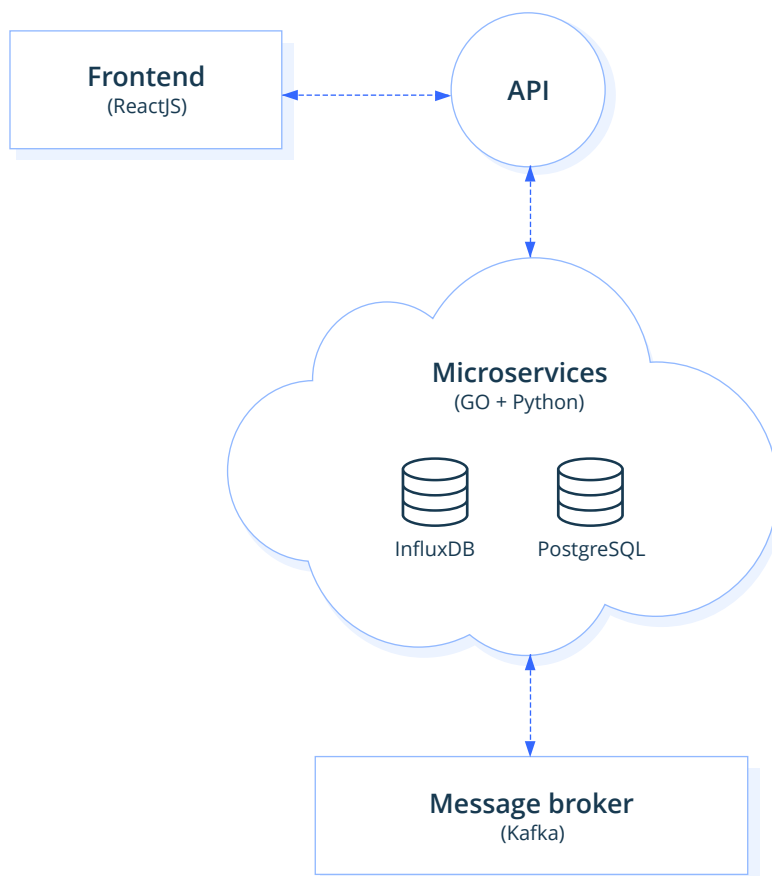 Frontend
(ReactJS)
API
Microservices
(GO + Python)
InfluxDB
PostgreSQL
Message broker
(Kafka)